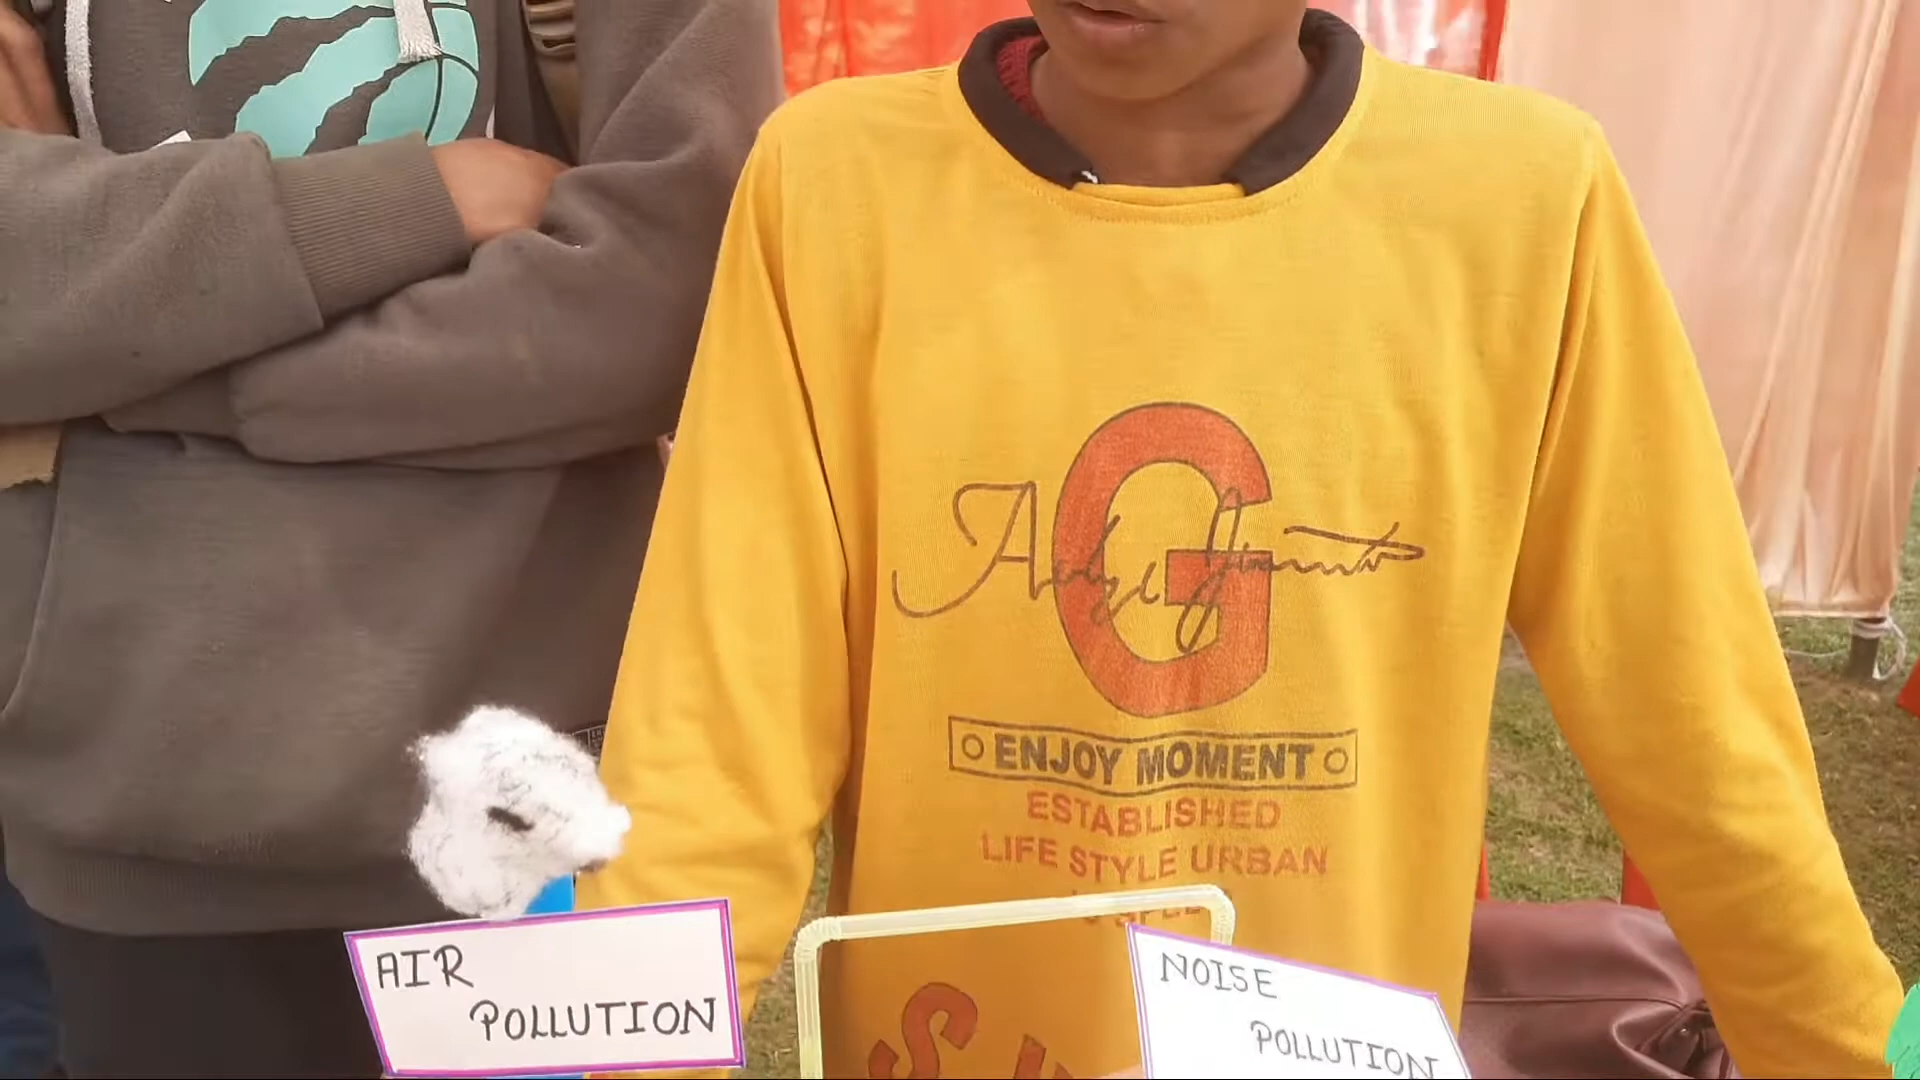 G
ENJOY MOMENT
ESTABLISHED
LIFE STYLE URBAN
AIR
POLLUTION
NOISE
POLLUTION